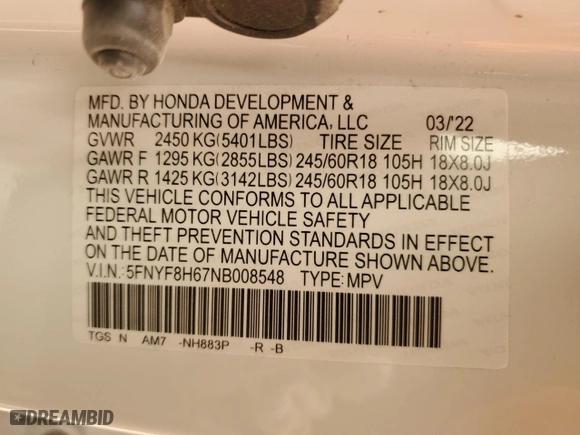 MFD. BY HONDA DEVELOPMENT &
MANUFACTURING OF AMERICA, LLC 03/'22
GVWR 2450 KG(5401LBS) TIRE SIZE RIM SIZE
GAWR F 1295 KG(2855LBS) 245/60R18 105H 18X8.0J
GAWR R 1425 KG(3142LBS) 245/60R18 105H 18X8.0J
THIS VEHICLE CONFORMS TO ALL APPLICABLE
FEDERAL MOTOR VEHICLE SAFETY
AND THEFT PREVENTION STANDARDS IN EFFECT
ON THE DATE OF MANUFACTURE SHOWN ABOVE.
V.I.N.: 5FNYF8H67NB008548 TYPE: MPV
TGS N AM7 -NH883P -R -B
DREAMBID